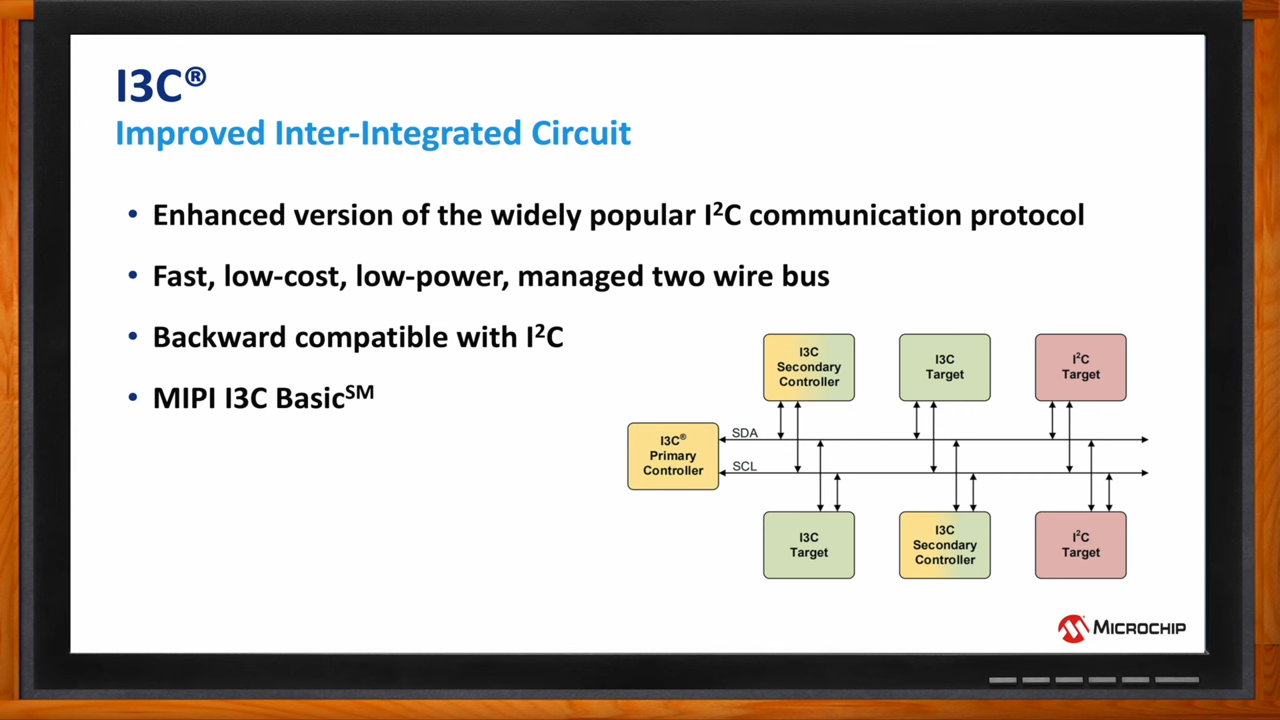 I3C®
Improved Inter-Integrated Circuit
• Enhanced version of the widely popular I²C communication protocol
• Fast, low-cost, low-power, managed two wire bus
• Backward compatible with I²C
• MIPI I3C Basic℠
I3C
Secondary
Controller
I3C
Target
I²C
Target
I3C®
Primary
Controller
SDA
SCL
I3C
Target
I3C
Secondary
Controller
I²C
Target
MICROCHIP